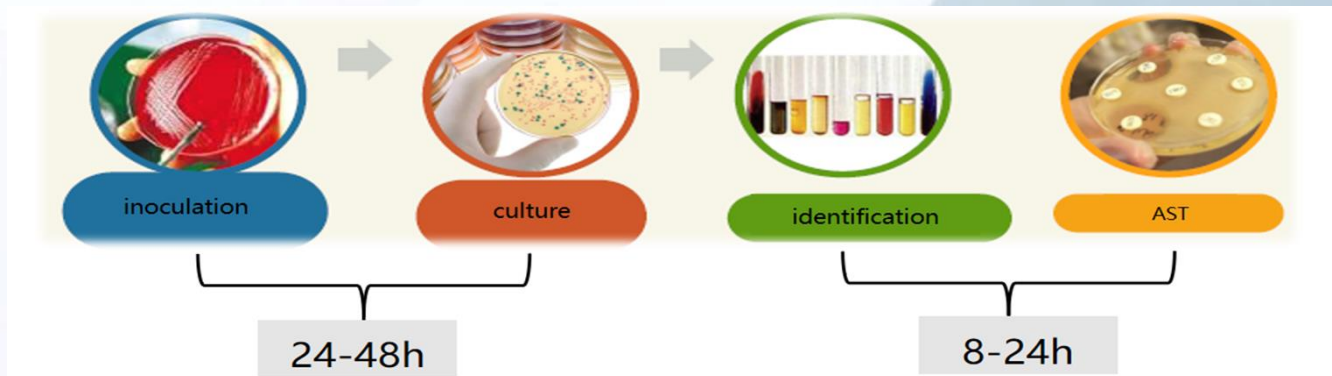 inoculation
culture
identification
AST
24-48h
8-24h